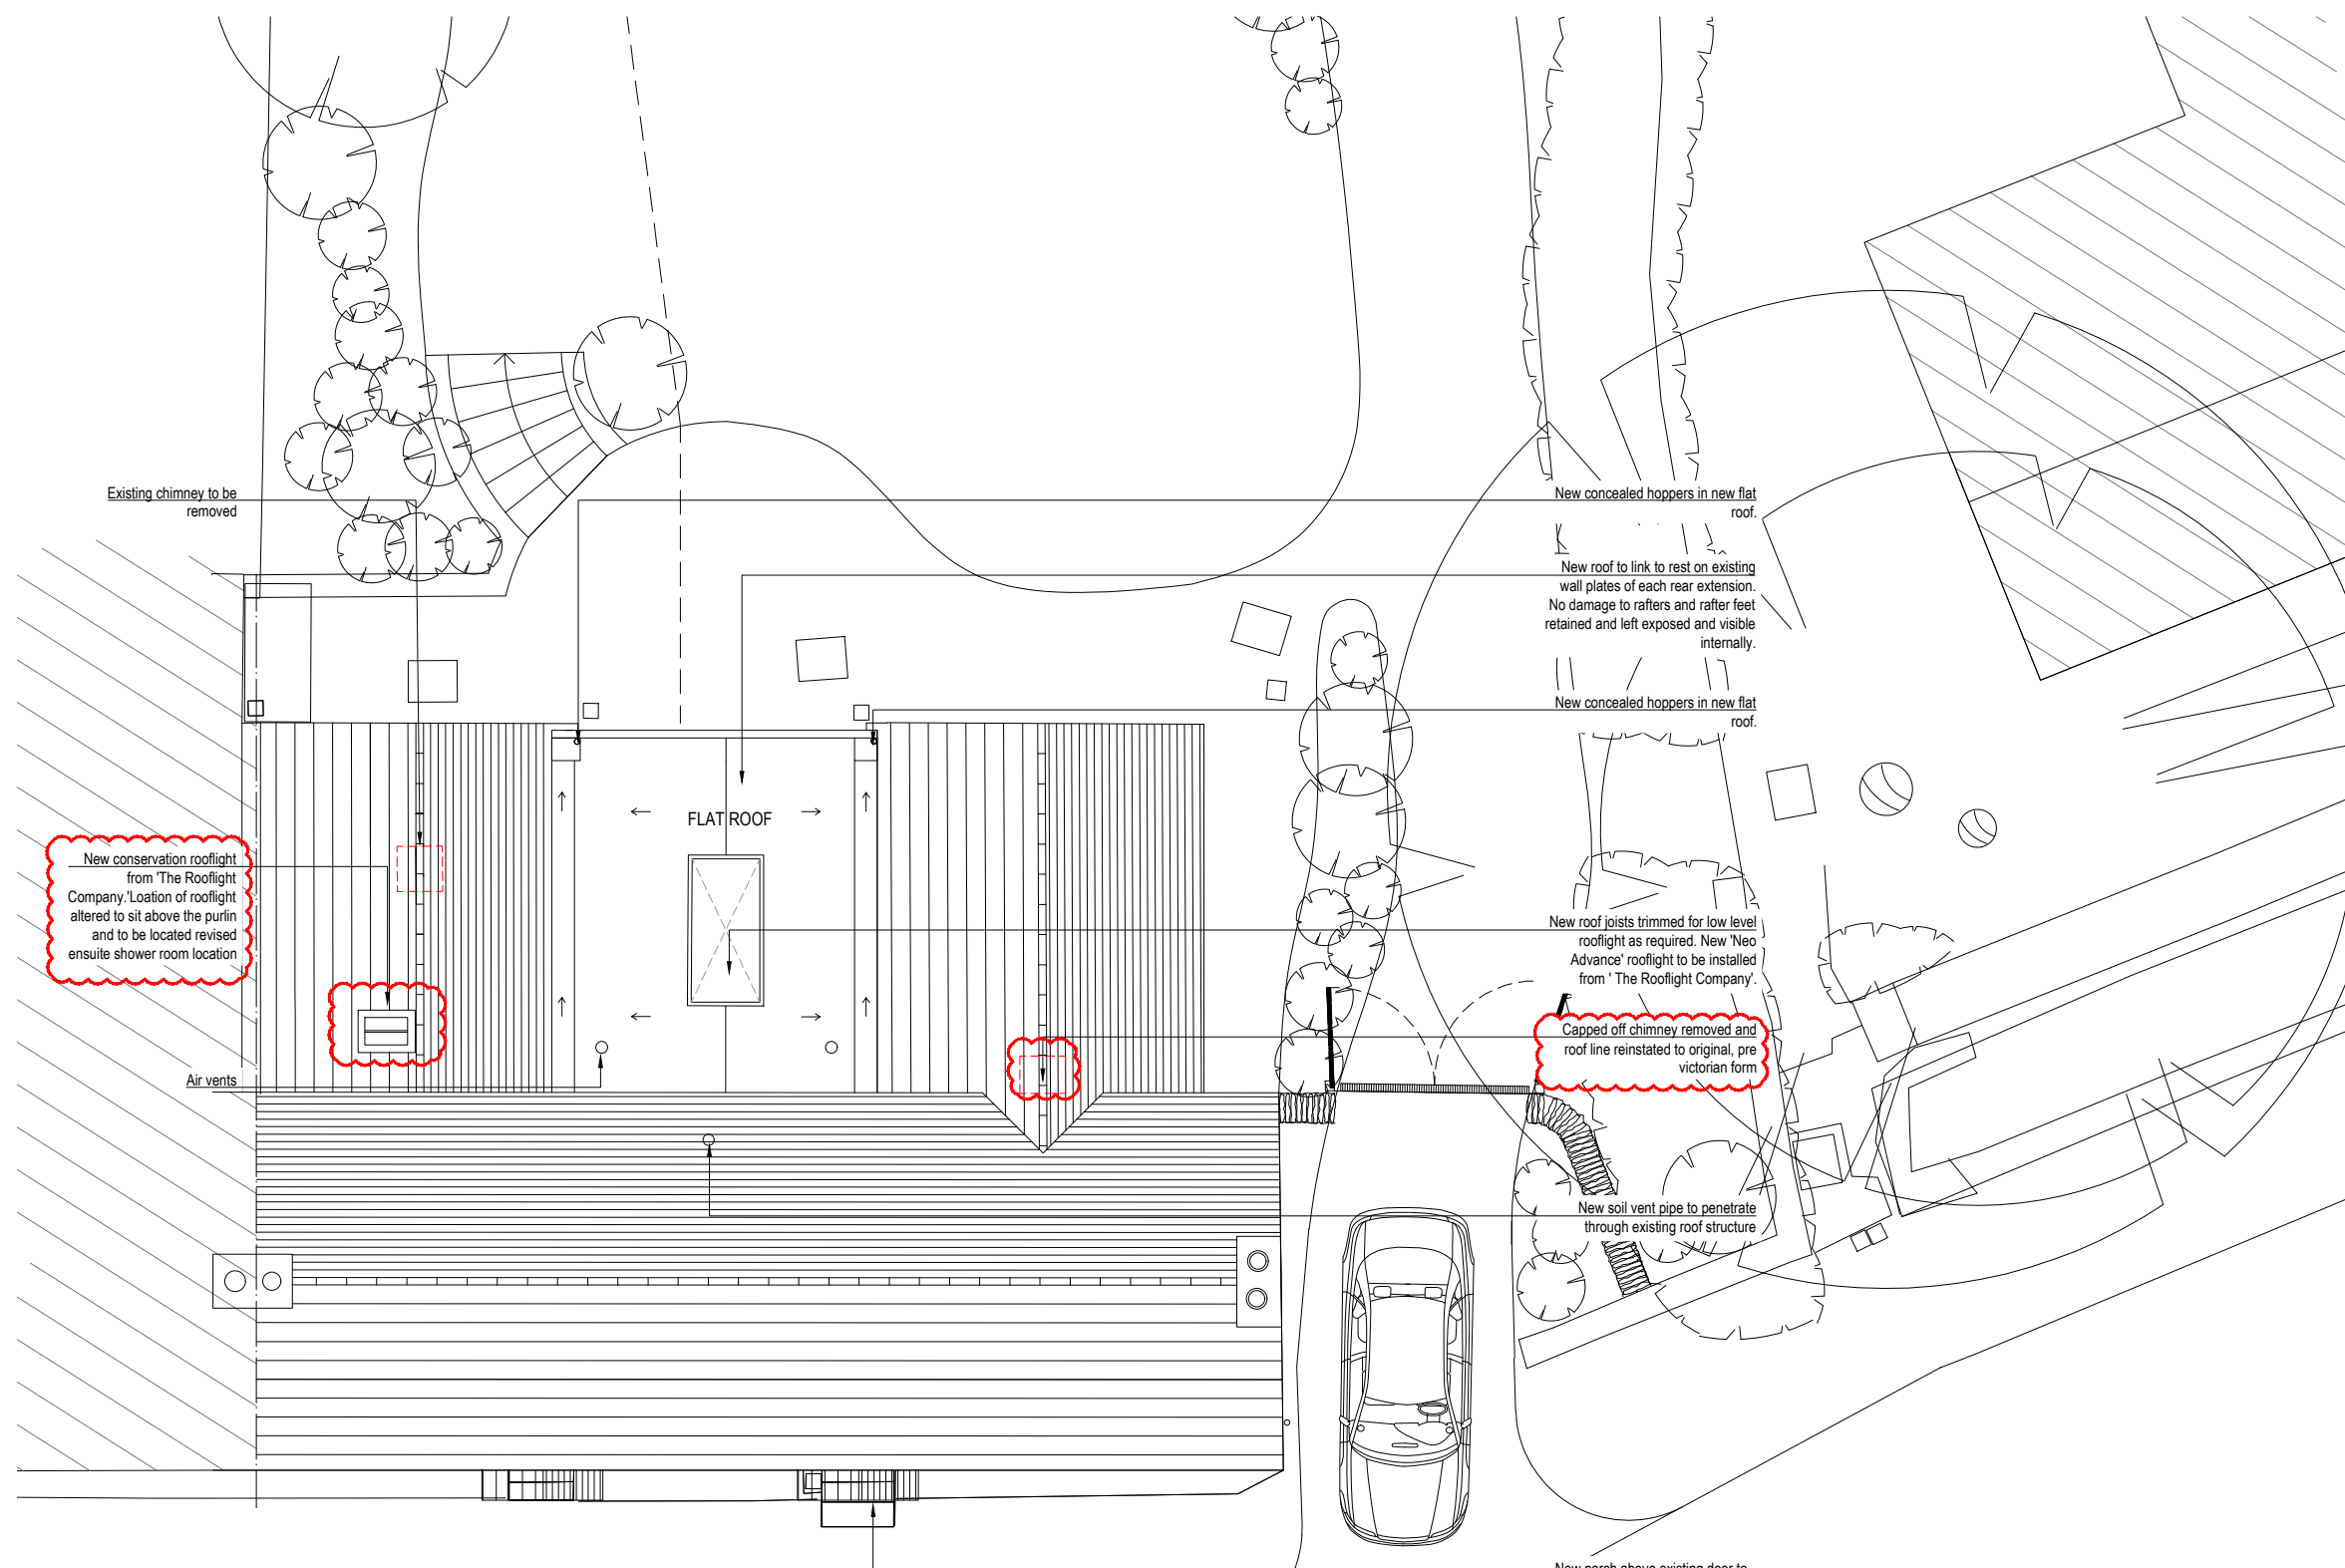 Existing chimney to be
removed
New concealed hoppers in new flat
roof.
New roof to link to rest on existing
wall plates of each rear extension.
No damage to rafters and rafter feet
retained and left exposed and visible
internally.
New concealed hoppers in new flat
roof.
FLAT ROOF
New conservation rooflight
from 'The Rooflight
Company.'Loation of rooflight
altered to sit above the purlin
and to be located revised
ensuite shower room location
New roof joists trimmed for low level
rooflight as required. New 'Neo
Advance' rooflight to be installed
from ' The Rooflight Company'.
Capped off chimney removed and
roof line reinstated to original, pre
victorian form
Air vents
New soil vent pipe to penetrate
through existing roof structure
New porch above existing door to